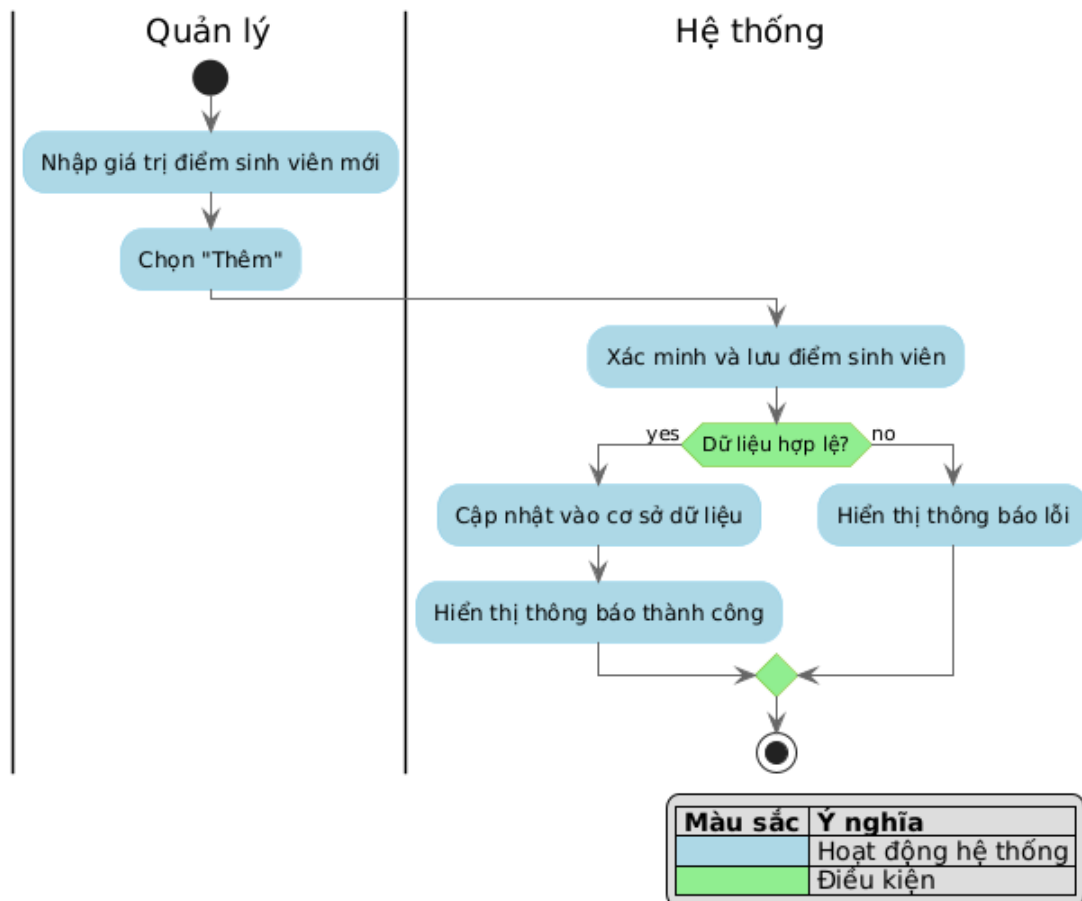 Quản lý
Hệ thống
Nhập giá trị điểm sinh viên mới
Chọn "Thêm"
Xác minh và lưu điểm sinh viên
yes
Dữ liệu hợp lệ?
no
Cập nhật vào cơ sở dữ liệu
Hiển thị thông báo lỗi
Hiển thị thông báo thành công
Màu sắc
Ý nghĩa
Hoạt động hệ thống
Điều kiện